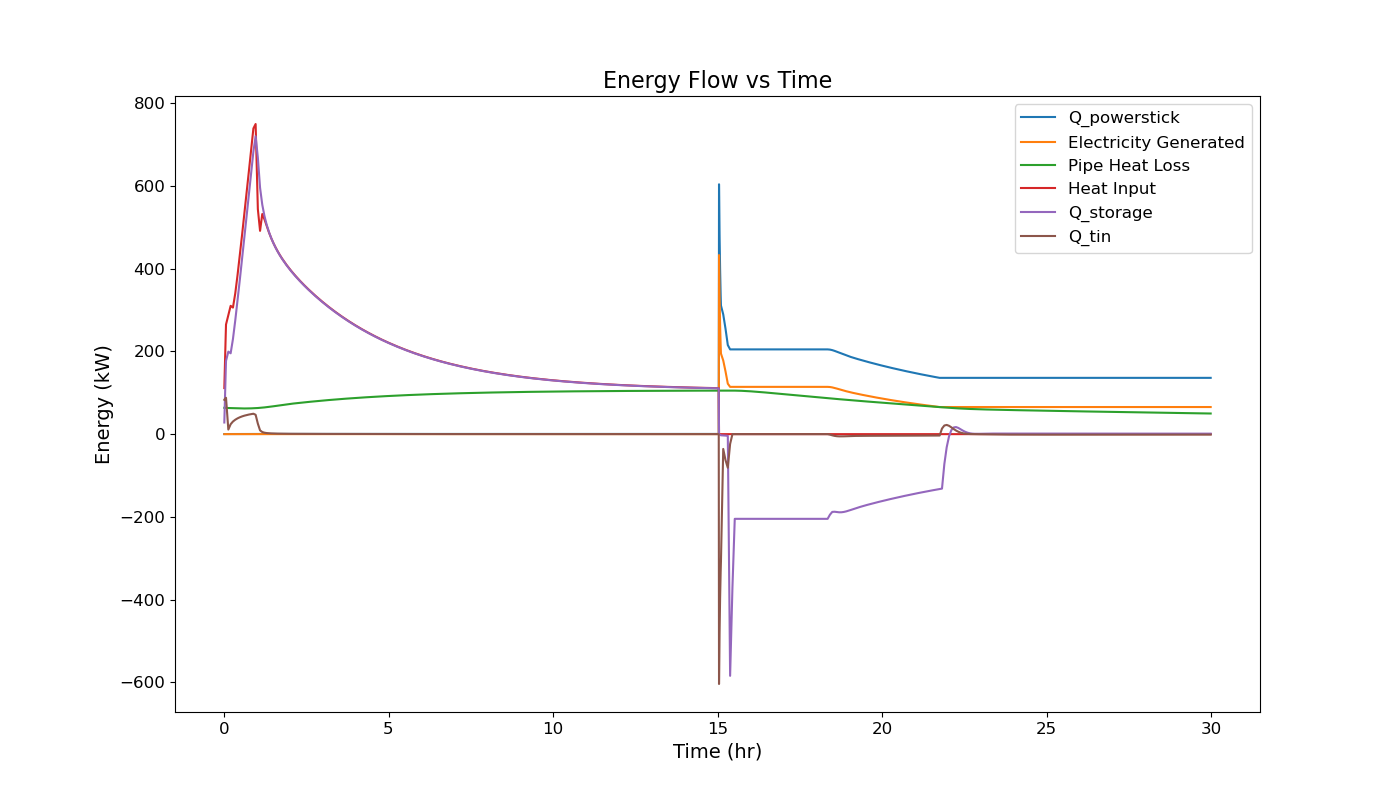 Energy Flow vs Time
800
600
400
200
0
−200
−400
−600
Energy (kW)
Q_powerstick
Electricity Generated
Pipe Heat Loss
Heat Input
Q_storage
Q_tin
0 5 10 15 20 25 30
Time (hr)